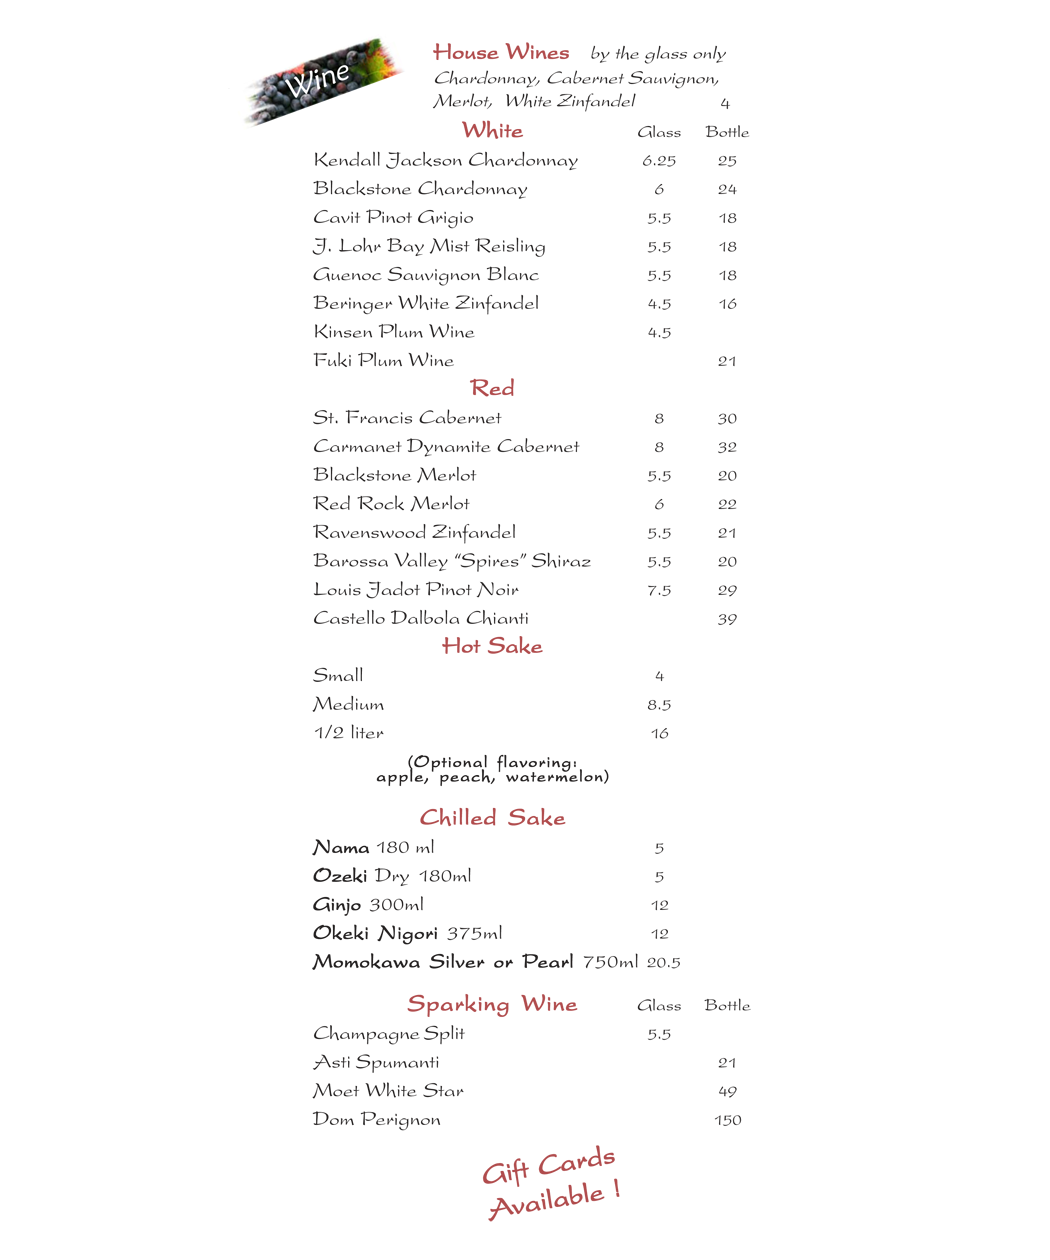 Wine
House Wines by the glass only
Chardonnay, Cabernet Sauvignon,
Merlot, White Zinfandel 4
White Glass Bottle
Kendall Jackson Chardonnay 6.25 25
Blackstone Chardonnay 6 24
Cavit Pinot Grigio 5.5 18
J. Lohr Bay Mist Reisling 5.5 18
Guenoc Sauvignon Blanc 5.5 18
Beringer White Zinfandel 4.5 16
Kinsen Plum Wine 4.5
Fuki Plum Wine 21
Red
St. Francis Cabernet 8 30
Carmanet Dynamite Cabernet 8 32
Blackstone Merlot 5.5 20
Red Rock Merlot 6 22
Ravenswood Zinfandel 5.5 21
Barossa Valley “Spires” Shiraz 5.5 20
Louis Jadot Pinot Noir 7.5 29
Castello Dalbola Chianti 39
Hot Sake
Small 4
Medium 8.5
1/2 liter 16
(Optional flavoring:
apple, peach, watermelon)
Chilled Sake
Nama 180 ml 5
Ozeki Dry 180ml 5
Ginjo 300ml 12
Okeki Nigori 375ml 12
Momokawa Silver or Pearl 750ml 20.5
Sparking Wine Glass Bottle
Champagne Split 5.5
Asti Spumanti 21
Moet White Star 49
Dom Perignon 150
Gift Cards
Available !